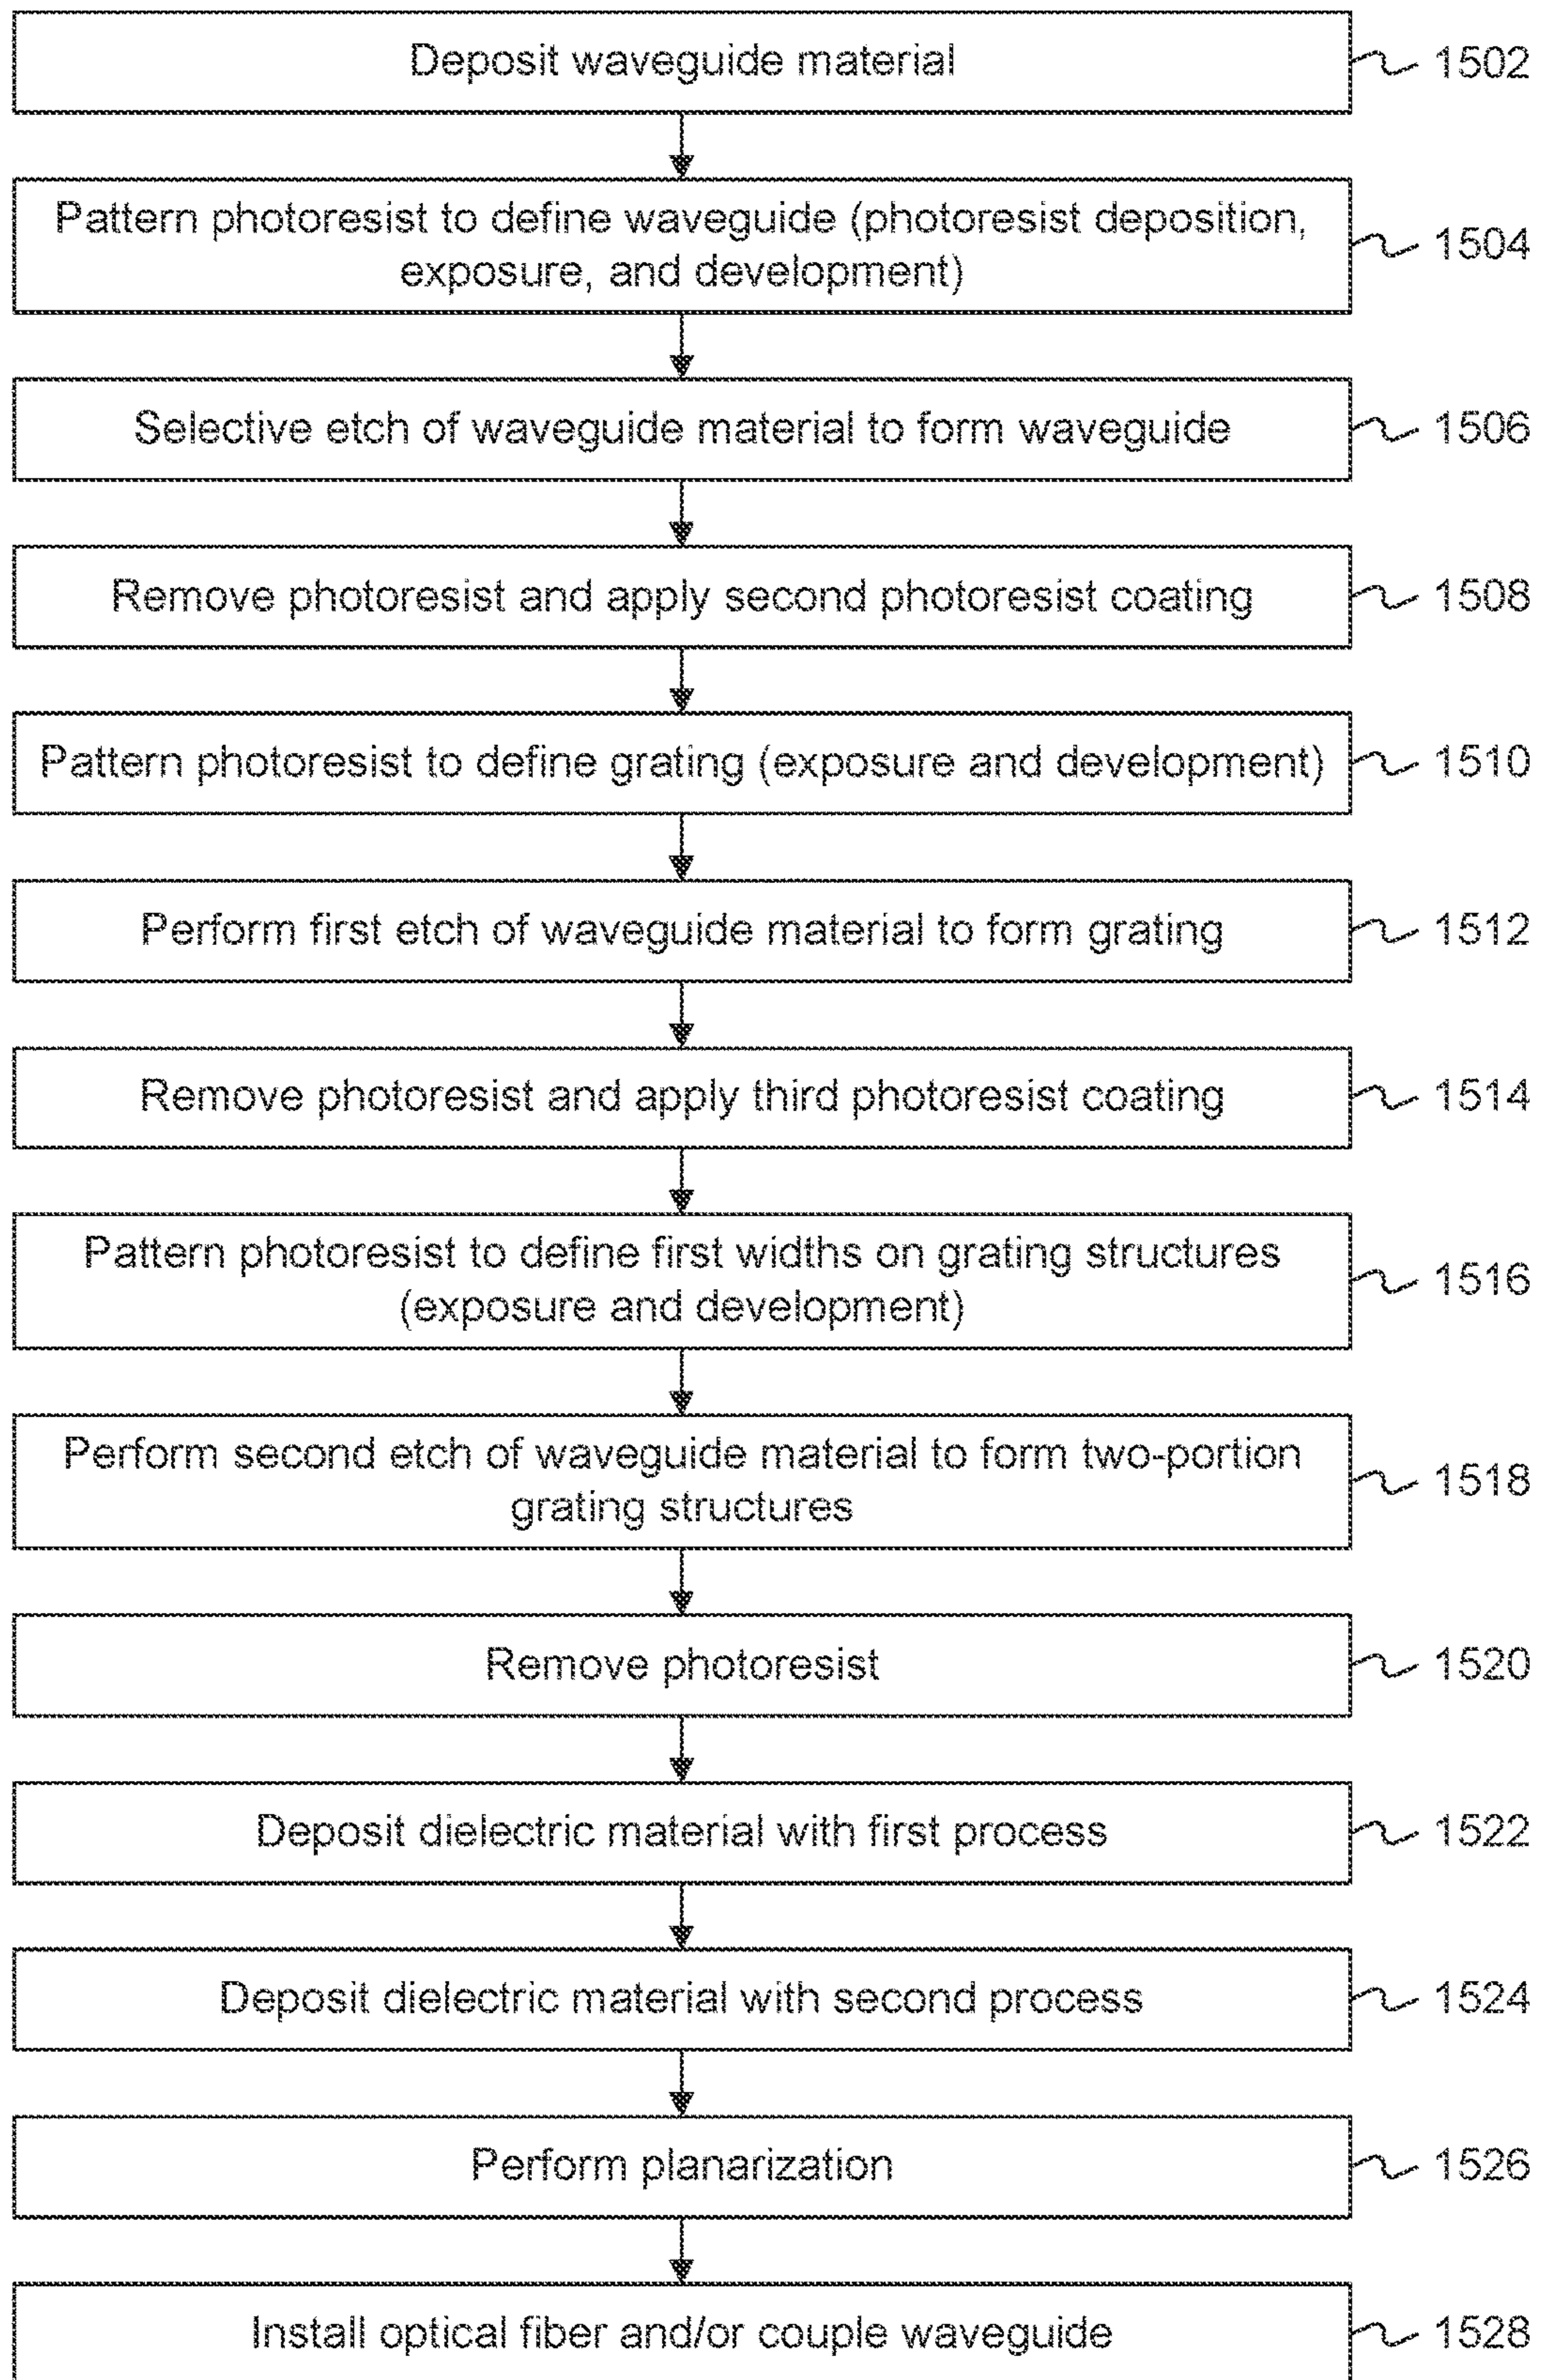 Deposit waveguide material 1502
Pattern photoresist to define waveguide (photoresist deposition,
exposure, and development) 1504
Selective etch of waveguide material to form waveguide 1506
Remove photoresist and apply second photoresist coating 1508
Pattern photoresist to define grating (exposure and development) 1510
Perform first etch of waveguide material to form grating 1512
Remove photoresist and apply third photoresist coating 1514
Pattern photoresist to define first widths on grating structures
(exposure and development) 1516
Perform second etch of waveguide material to form two-portion
grating structures 1518
Remove photoresist 1520
Deposit dielectric material with first process 1522
Deposit dielectric material with second process 1524
Perform planarization 1526
Install optical fiber and/or couple waveguide 1528